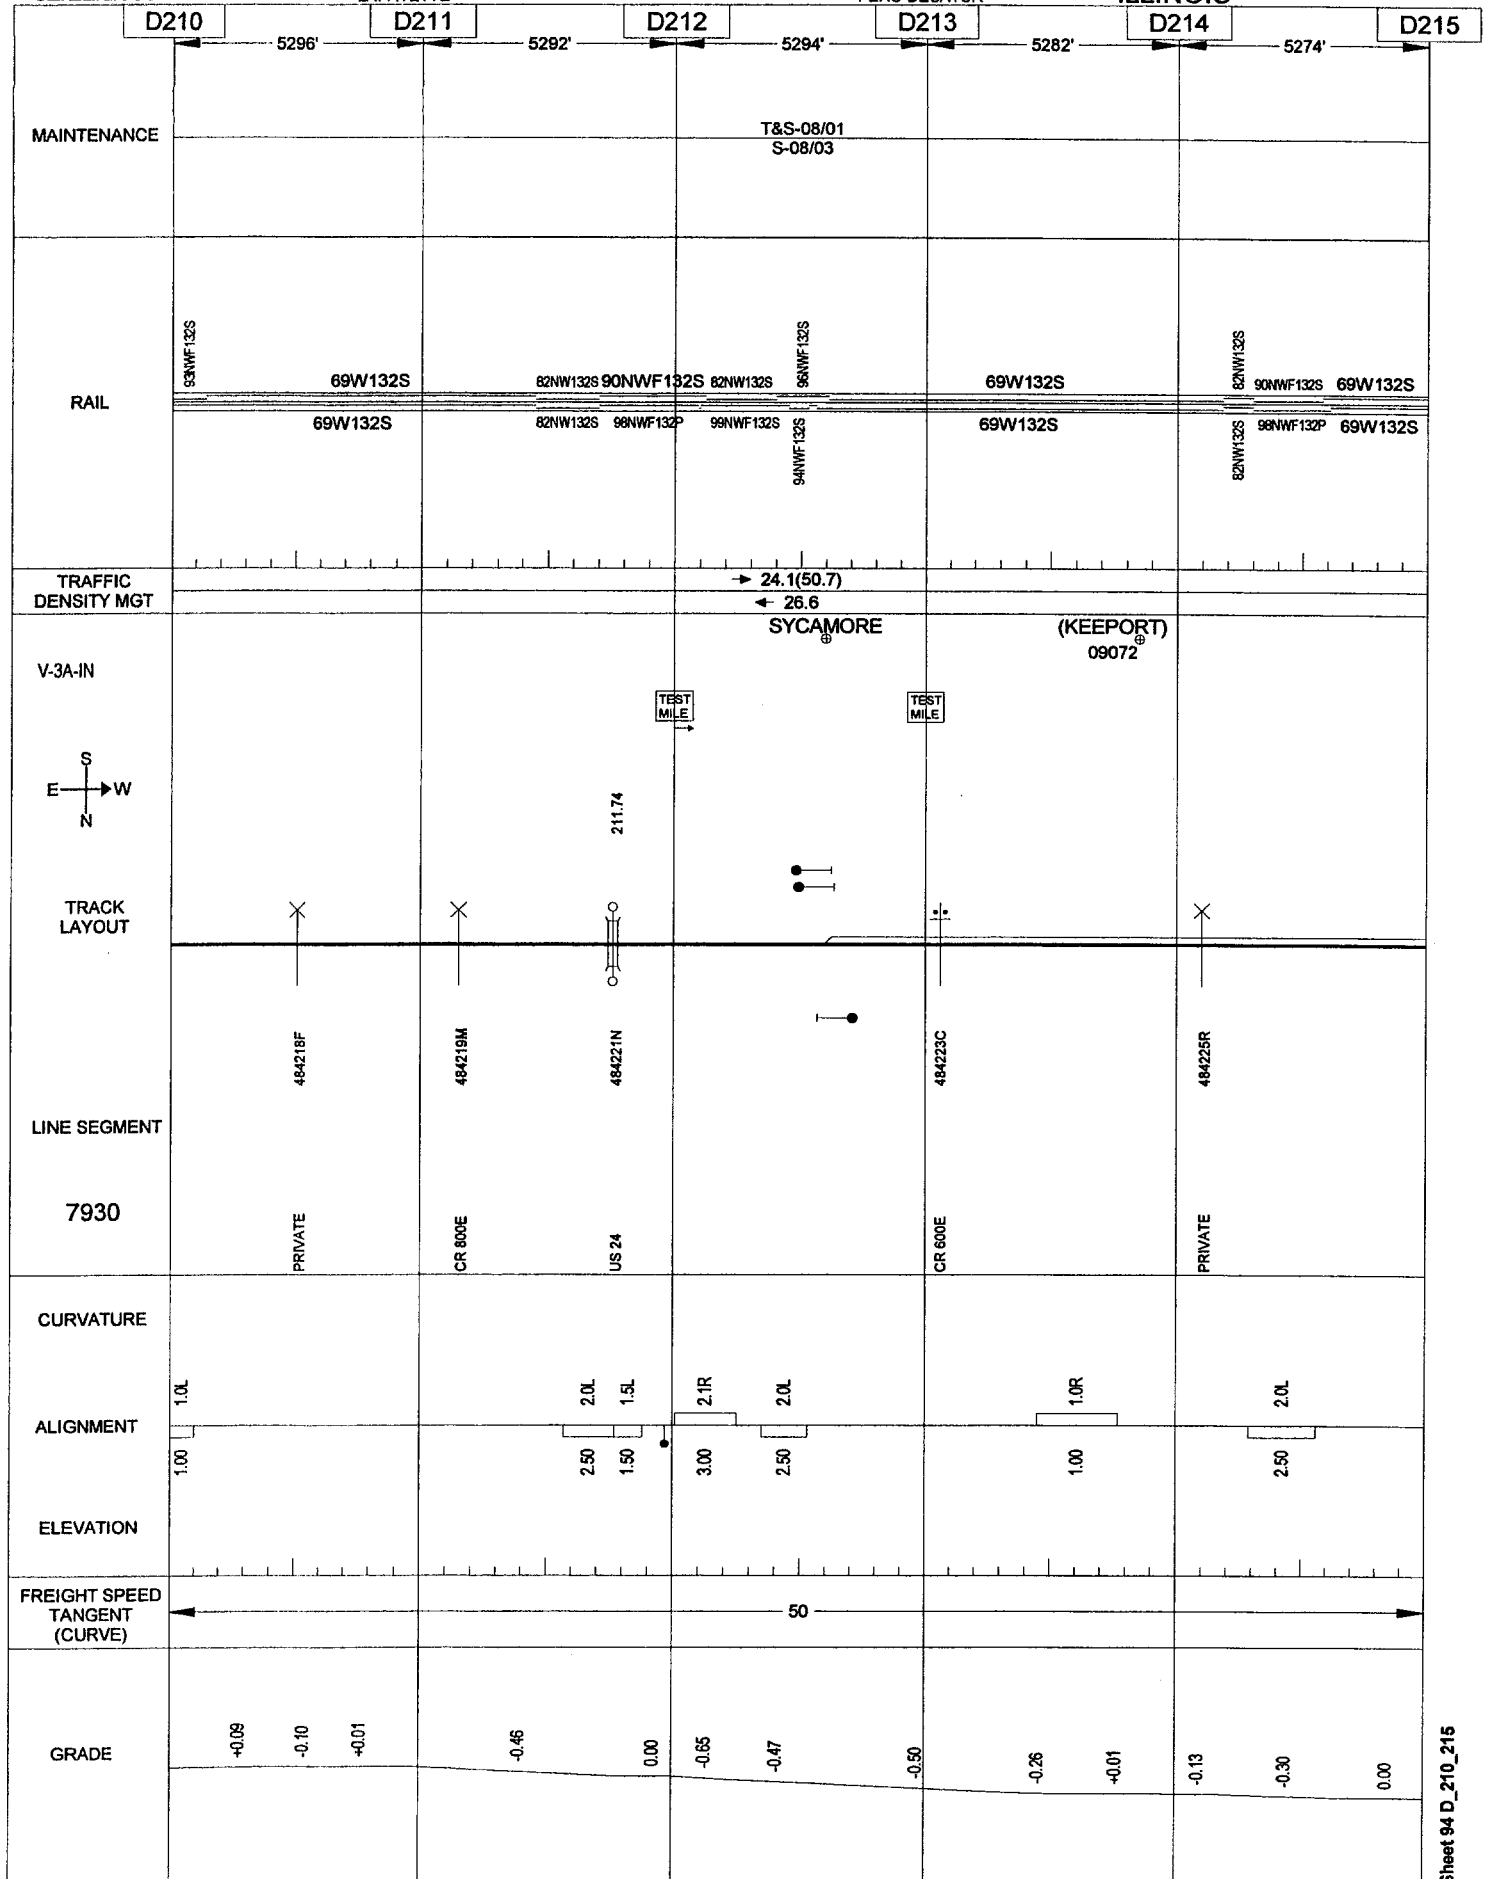 ILLINOIS
D210 D211 D212 D213 D214 D215
5296' 5292' 5294' 5282' 5274'
MAINTENANCE
T&S-08/01
S-08/03
93NWF132S 96NWF132S 82NW132S
69W132S 82NW132S 90NWF132S 82NW132S 69W132S 90NWF132S 69W132S
RAIL
69W132S 82NW132S 98NWF132P 99NWF132S 69W132S 98NWF132P 69W132S
94NWF132S 82NW132S
TRAFFIC
DENSITY MGT
24.1(50.7)
26.6
SYCAMORE (KEEPORT)
09072
V-3A-IN
TEST
MILE
TEST
MILE
S
E W
N
211.74
TRACK
LAYOUT
484218F 484219M 484221N 484223C 484225R
LINE SEGMENT
7930
PRIVATE CR 800E US 24 CR 600E PRIVATE
CURVATURE
1.0L 2.0L 1.5L 2.1R 2.0L 1.0R 2.0L
ALIGNMENT
1.00 2.50 1.50 3.00 2.50 1.00 2.50
ELEVATION
FREIGHT SPEED
TANGENT
(CURVE)
50
GRADE
+0.09 -0.10 +0.01 -0.46 0.00 -0.65 -0.47 -0.50 -0.26 +0.01 -0.13 -0.30 0.00
Sheet 94 D_210_215